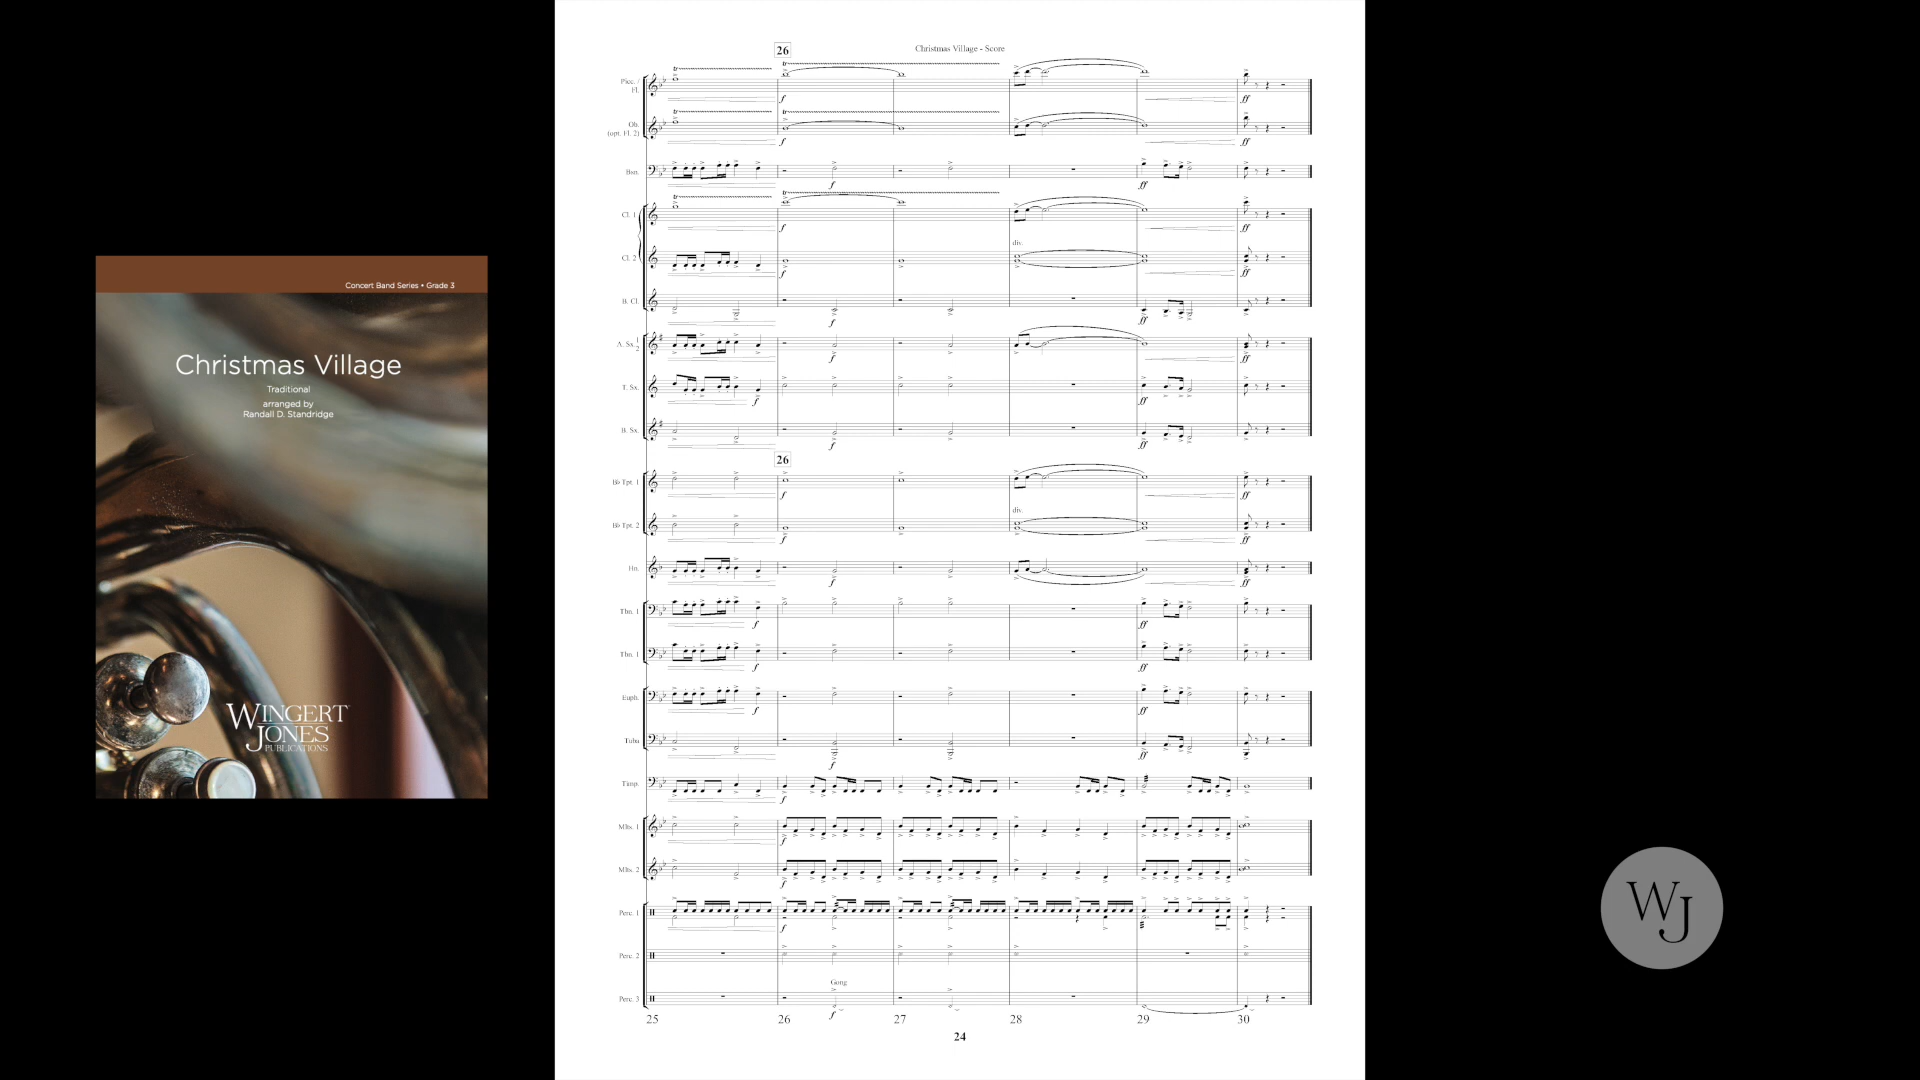 Concert Band Series • Grade 3
Christmas Village
Traditional
arranged by
Randall D. Standridge
WINGERT
JONES
PUBLICATIONS
26
Christmas Village - Score
Picc. /
Fl.
Ob.
(opt. Fl. 2)
Bsn.
Cl. 1
div.
Cl. 2
B. Cl.
A. Sx. 1
2
T. Sx.
B. Sx.
26
B♭ Tpt. 1
div.
B♭ Tpt. 2
Hn.
Tbn. 1
Tbn. 1
Euph.
Tuba
Timp.
Mlts. 1
Mlts. 2
Perc. 1
Perc. 2
Gong
Perc. 3
25 26 27 28 29 30
24
WJ